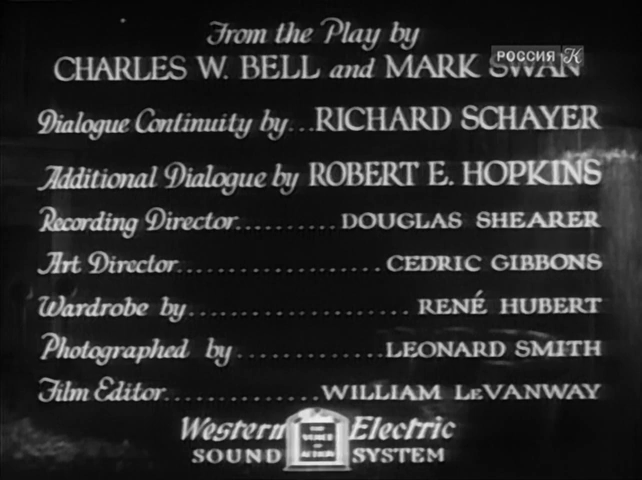 From the Play by
CHARLES W. BELL and MARK SWAN
РОССИЯ К
Dialogue Continuity by...RICHARD SCHAYER
Additional Dialogue by ROBERT E. HOPKINS
Recording Director..........DOUGLAS SHEARER
Art Director....................CEDRIC GIBBONS
Wardrobe by......................RENÉ HUBERT
Photographed by..............LEONARD SMITH
Film Editor...............WILLIAM LeVANWAY
Western Electric
SOUND SYSTEM